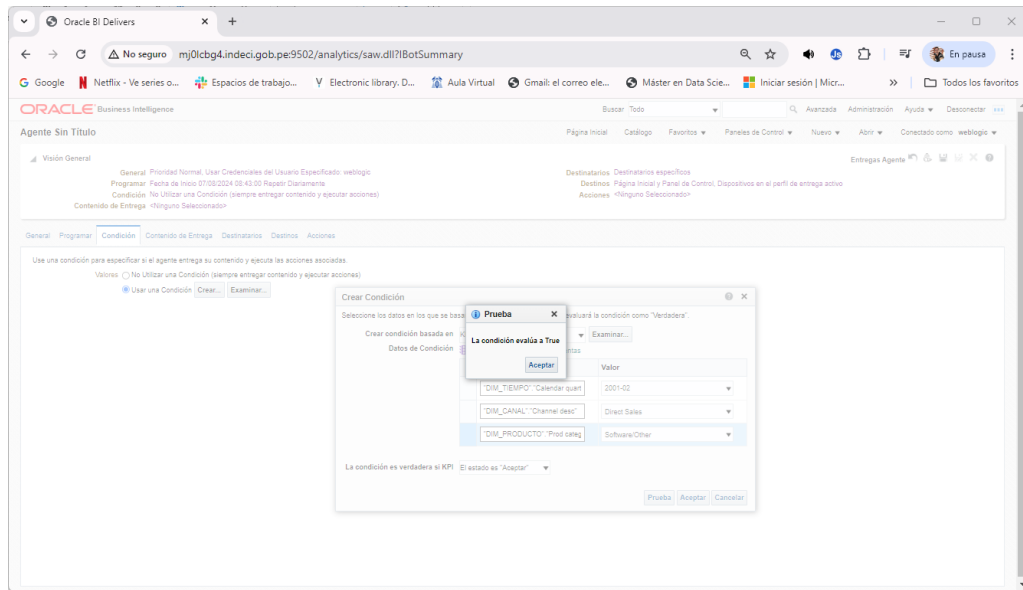 Oracle BI Delivers
No seguro mj0lcbg4.indeci.gob.pe:9502/analytics/saw.dll?IBotSummary
En pausa
Google Netflix - Ve series o... Espacios de trabajo... Electronic library. D... Aula Virtual Gmail: el correo ele... Máster en Data Scie... Iniciar sesión | Micr... » Todos los favoritos
ORACLE Business Intelligence Buscar Todo Avanzada Administración Ayuda Desconectar
Agente Sin Título Página Inicial Catálogo Favoritos Paneles de Control Nuevo Abrir Conectado como weblogic
Visión General Entregas Agente
General Prioridad Normal, Usar Credenciales del Usuario Especificado: weblogic Destinatarios Destinatarios específicos
Programar Fecha de Inicio 07/08/2024 08:43:00 Repetir Diariamente Destinos Página Inicial y Panel de Control, Dispositivos en el perfil de entrega activo
Condición No Utilizar una Condición (siempre entregar contenido y ejecutar acciones) Acciones <Ninguno Seleccionado>
Contenido de Entrega <Ninguno Seleccionado>
General Programar Condición Contenido de Entrega Destinatarios Destinos Acciones
Use una condición para especificar si el agente entrega su contenido y ejecuta las acciones asociadas.
Valores No Utilizar una Condición (siempre entregar contenido y ejecutar acciones)
Usar una Condición Crear... Examinar...
Crear Condición
Seleccione los datos en los que se basa evaluará la condición como "Verdadera".
Prueba
Crear condición basada en Examinar...
La condición evalúa a True
Datos de Condición
Aceptar
Valor
"DIM_TIEMPO"."Calendar quart 2001-02
"DIM_CANAL"."Channel desc" Direct Sales
"DIM_PRODUCTO"."Prod categ Software/Other
La condición es verdadera si KPI El estado es "Aceptar"
Prueba Aceptar Cancelar